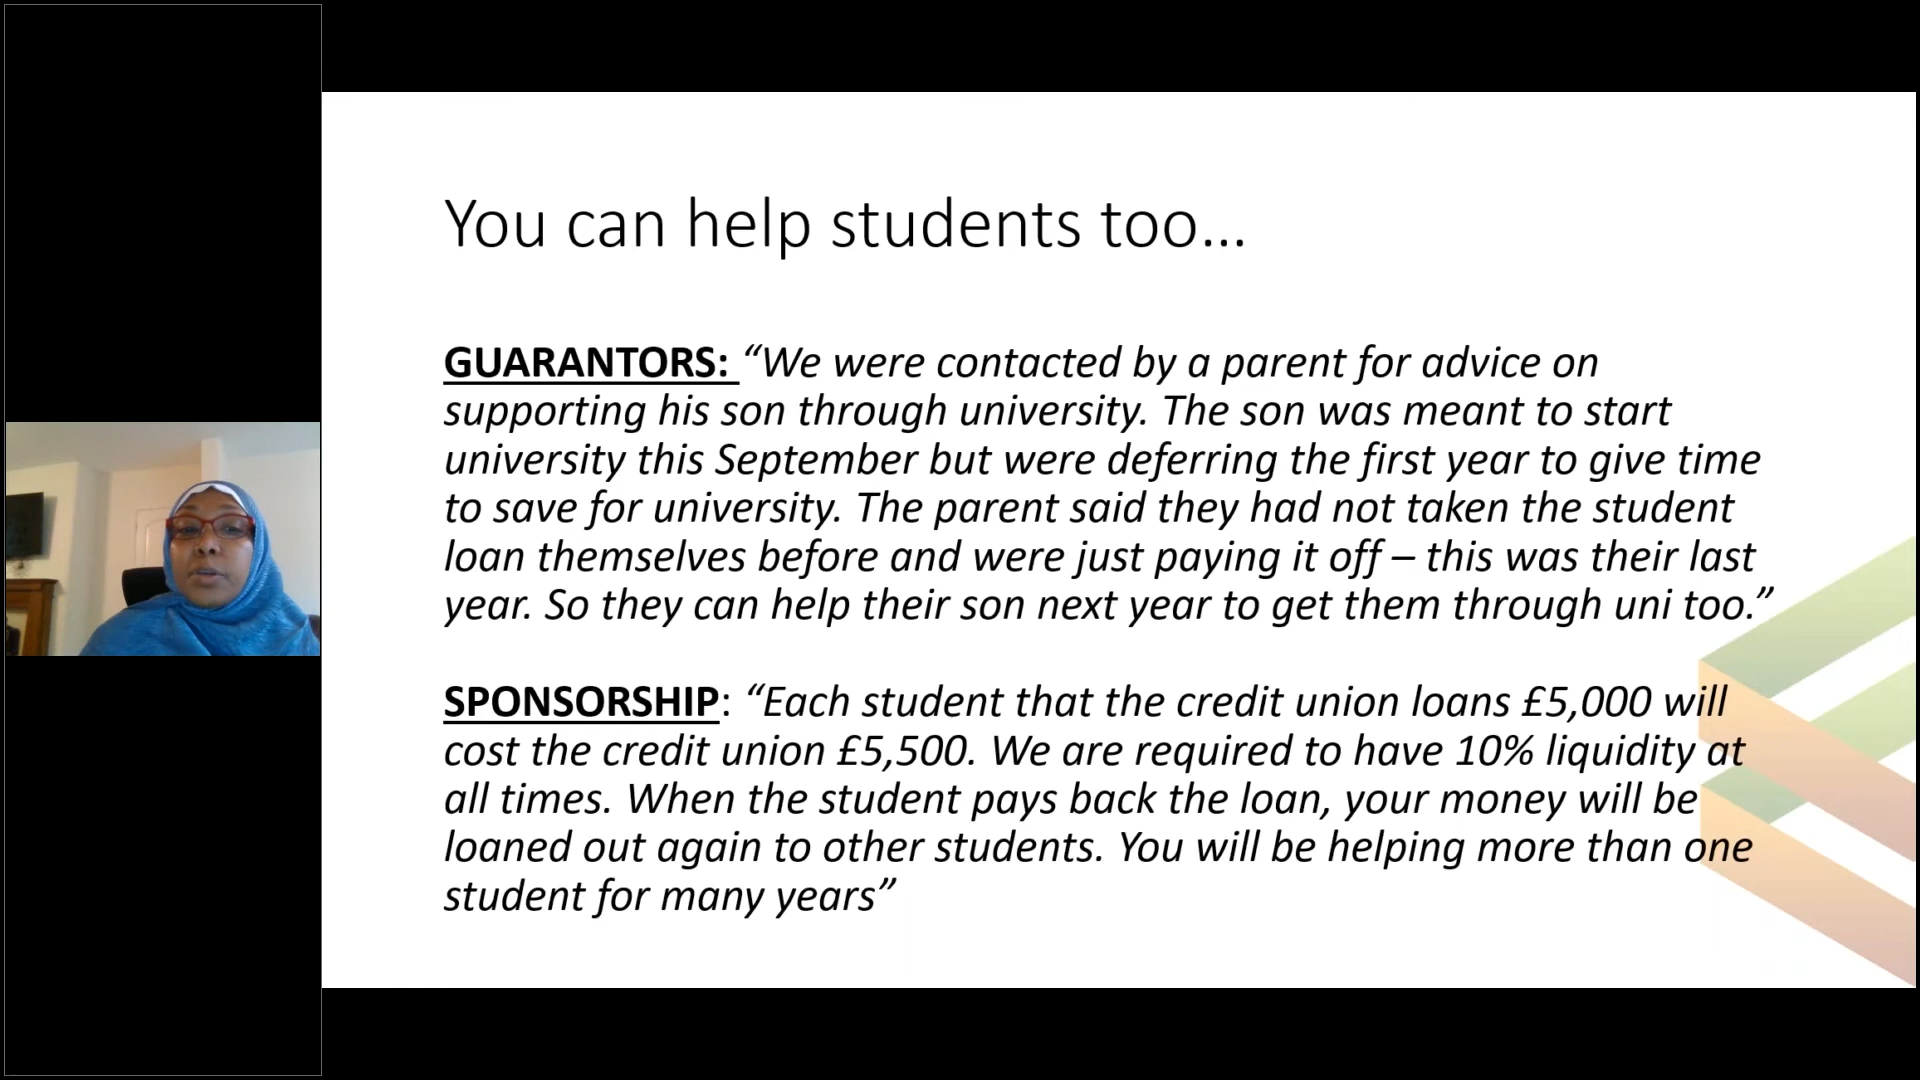 You can help students too...
GUARANTORS: “We were contacted by a parent for advice on
supporting his son through university. The son was meant to start
university this September but were deferring the first year to give time
to save for university. The parent said they had not taken the student
loan themselves before and were just paying it off – this was their last
year. So they can help their son next year to get them through uni too.”
SPONSORSHIP: “Each student that the credit union loans £5,000 will
cost the credit union £5,500. We are required to have 10% liquidity at
all times. When the student pays back the loan, your money will be
loaned out again to other students. You will be helping more than one
student for many years”